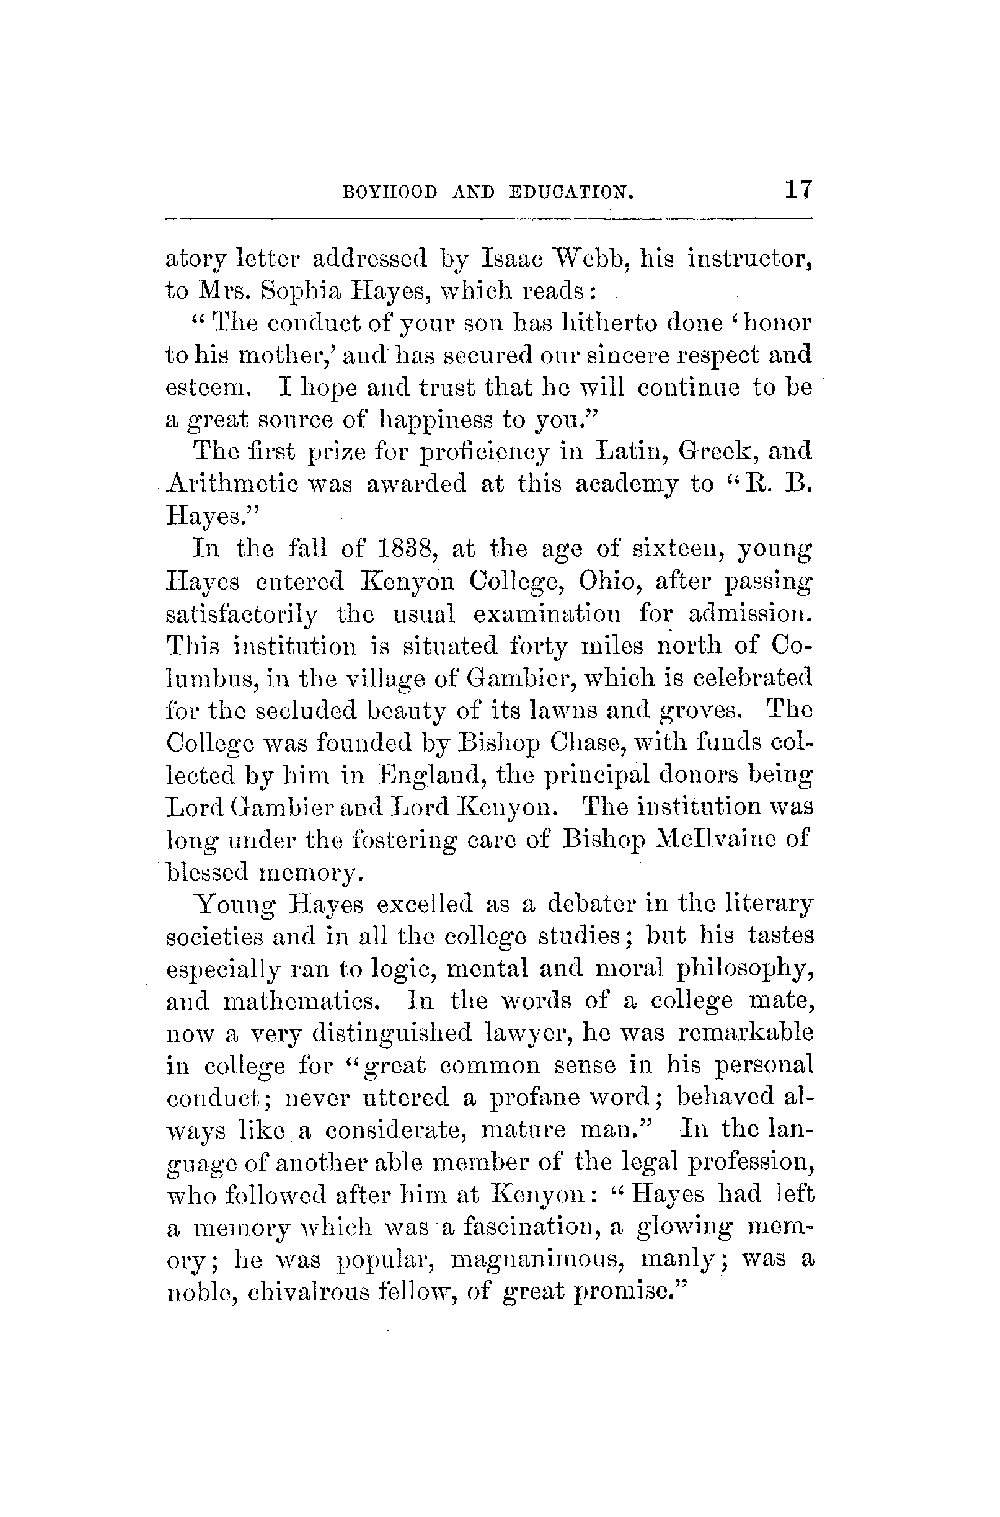 BOYHOOD AND EDUCATION. 17
atory letter addressed by Isaac Webb, his instructor,
to Mrs. Sophia Hayes, which reads:
“The conduct of your son has hitherto done ‘honor
to his mother,’ and has secured our sincere respect and
esteem. I hope and trust that he will continue to be
a great source of happiness to you.”
The first prize for proficiency in Latin, Greek, and
Arithmetic was awarded at this academy to “R. B.
Hayes.”
In the fall of 1838, at the age of sixteen, young
Hayes entered Kenyon College, Ohio, after passing
satisfactorily the usual examination for admission.
This institution is situated forty miles north of Co-
lumbus, in the village of Gambier, which is celebrated
for the secluded beauty of its lawns and groves. The
College was founded by Bishop Chase, with funds col-
lected by him in England, the principal donors being
Lord Gambier and Lord Kenyon. The institution was
long under the fostering care of Bishop McIlvaine of
blessed memory.
Young Hayes excelled as a debater in the literary
societies and in all the college studies; but his tastes
especially ran to logic, mental and moral philosophy,
and mathematics. In the words of a college mate,
now a very distinguished lawyer, he was remarkable
in college for “great common sense in his personal
conduct; never uttered a profane word; behaved al-
ways like a considerate, mature man.” In the lan-
guage of another able member of the legal profession,
who followed after him at Kenyon: “Hayes had left
a memory which was a fascination, a glowing mem-
ory; he was popular, magnanimous, manly; was a
noble, chivalrous fellow, of great promise.”